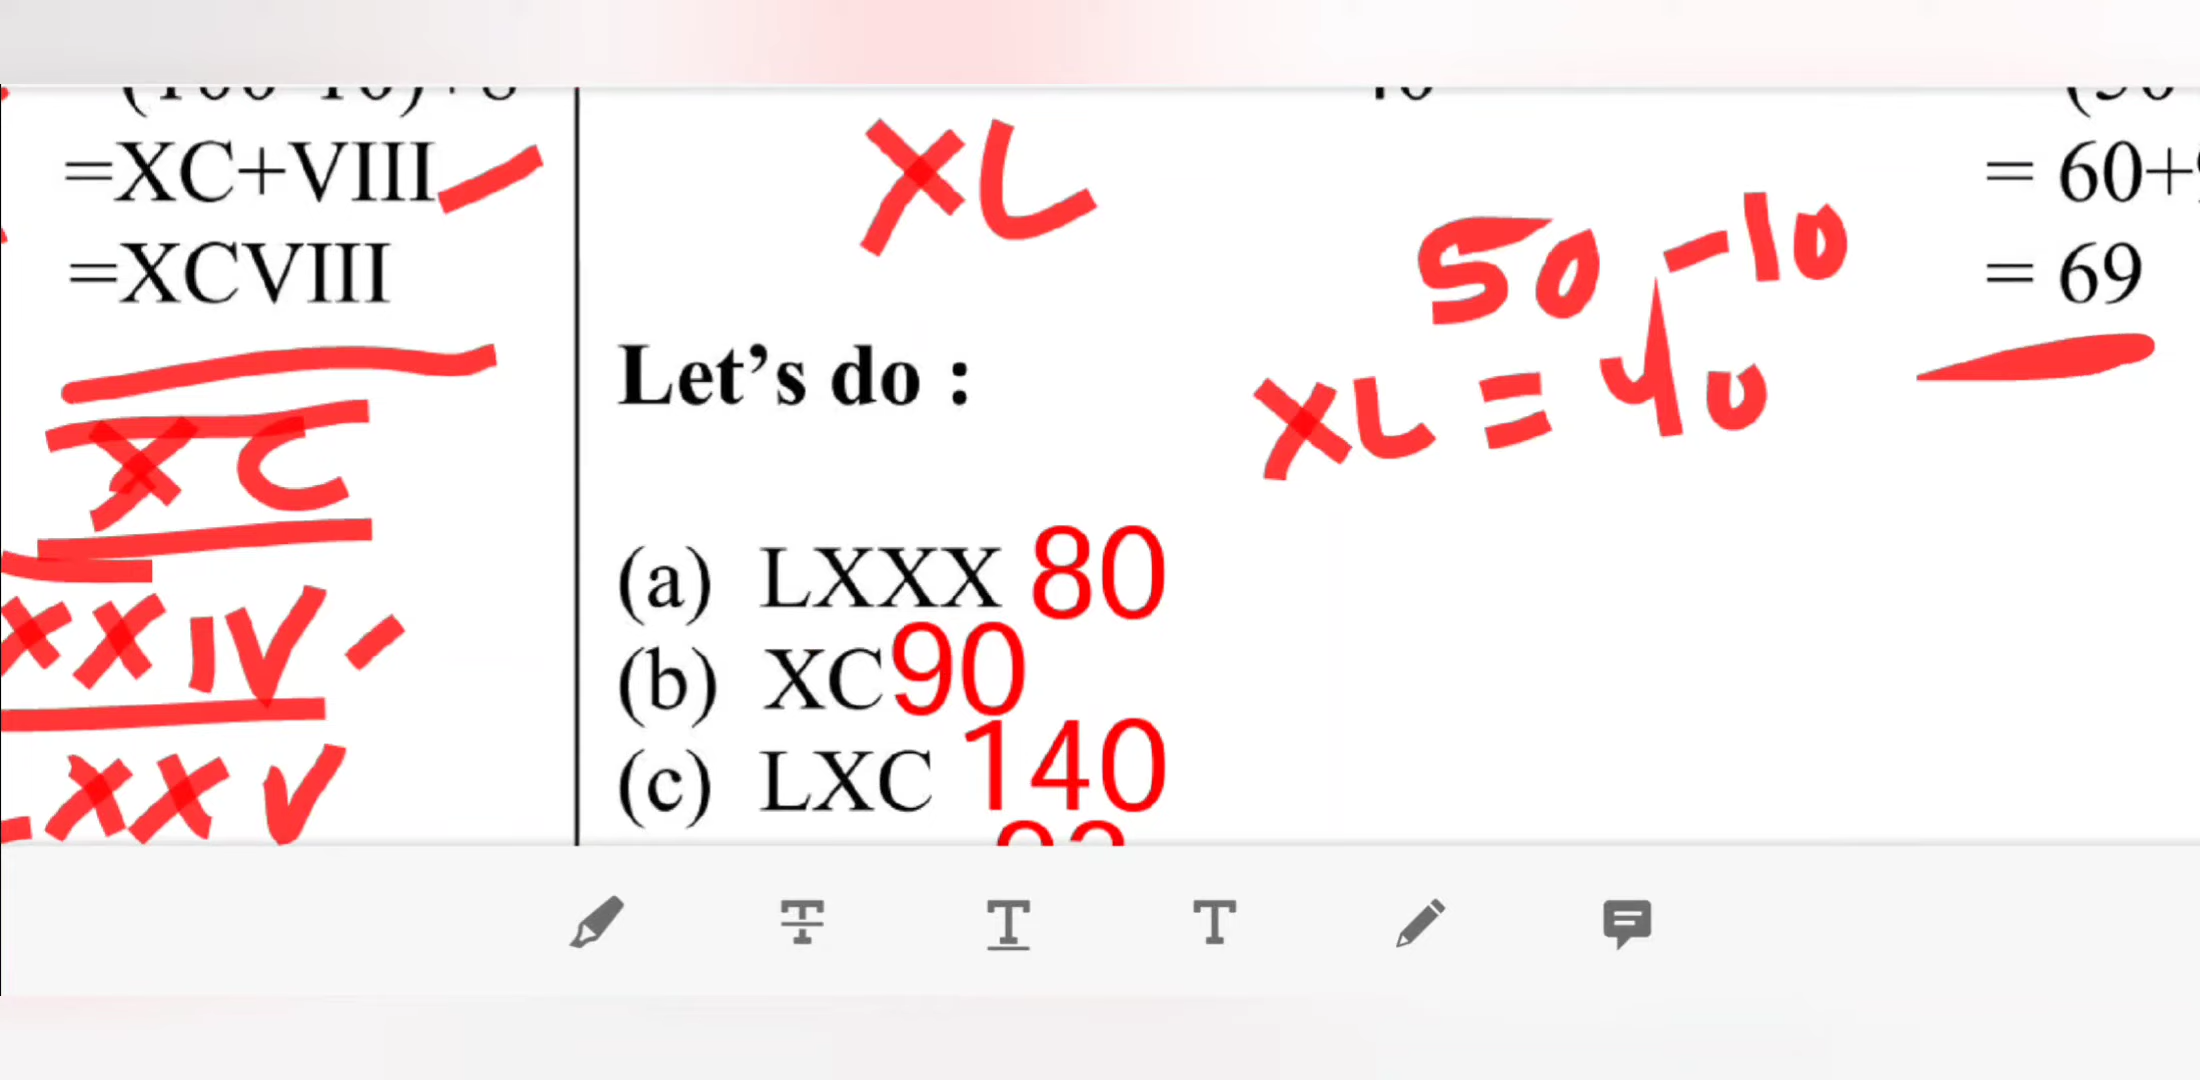 =XC+VIII
=XCVIII
XC
XXIV
XXV
XL
50-10
XL = 40
Let's do :
(a) LXXX 80
(b) XC 90
(c) LXC 140
= 60+
= 69